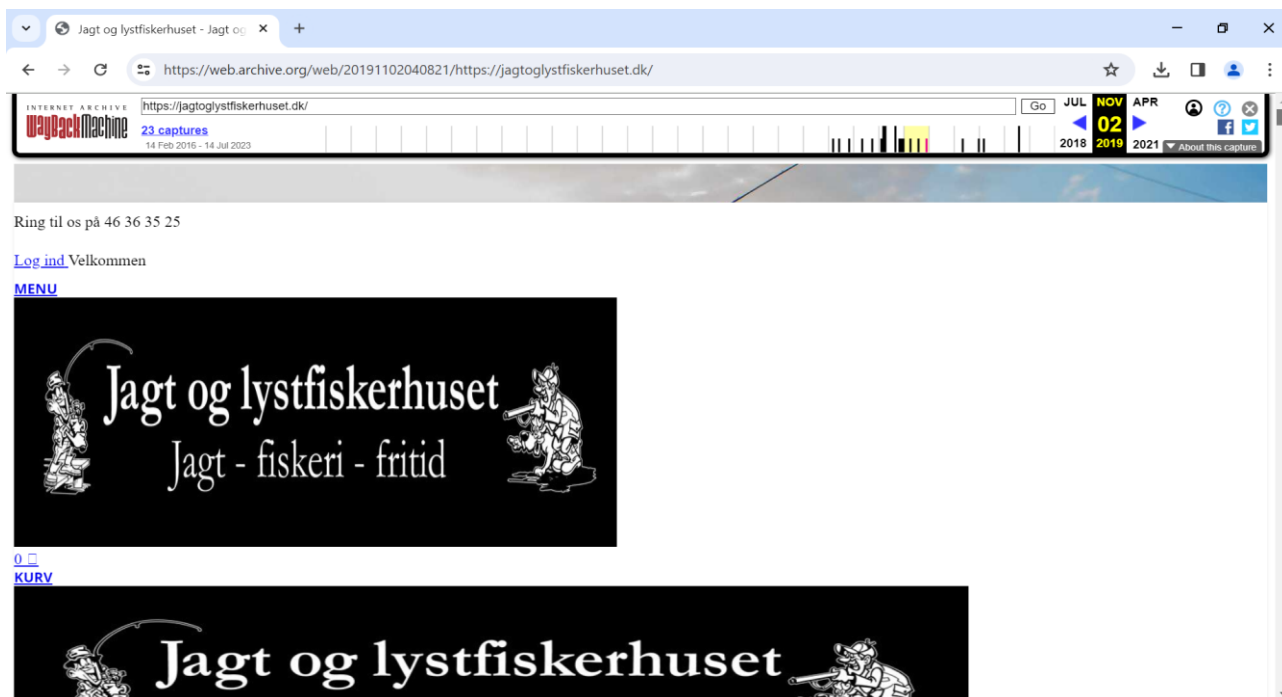 Jagt og lystfiskerhuset - Jagt og
https://web.archive.org/web/20191102040821/https://jagtoglystfiskerhuset.dk/
INTERNET ARCHIVE
WayBackMachine
https://jagtoglystfiskerhuset.dk/
Go
JUL NOV APR
23 captures
02
14 Feb 2016 - 14 Jul 2023
2018 2019 2021
About this capture
Ring til os på 46 36 35 25
Log ind Velkommen
MENU
Jagt og lystfiskerhuset
Jagt - fiskeri - fritid
0
KURV
Jagt og lystfiskerhuset